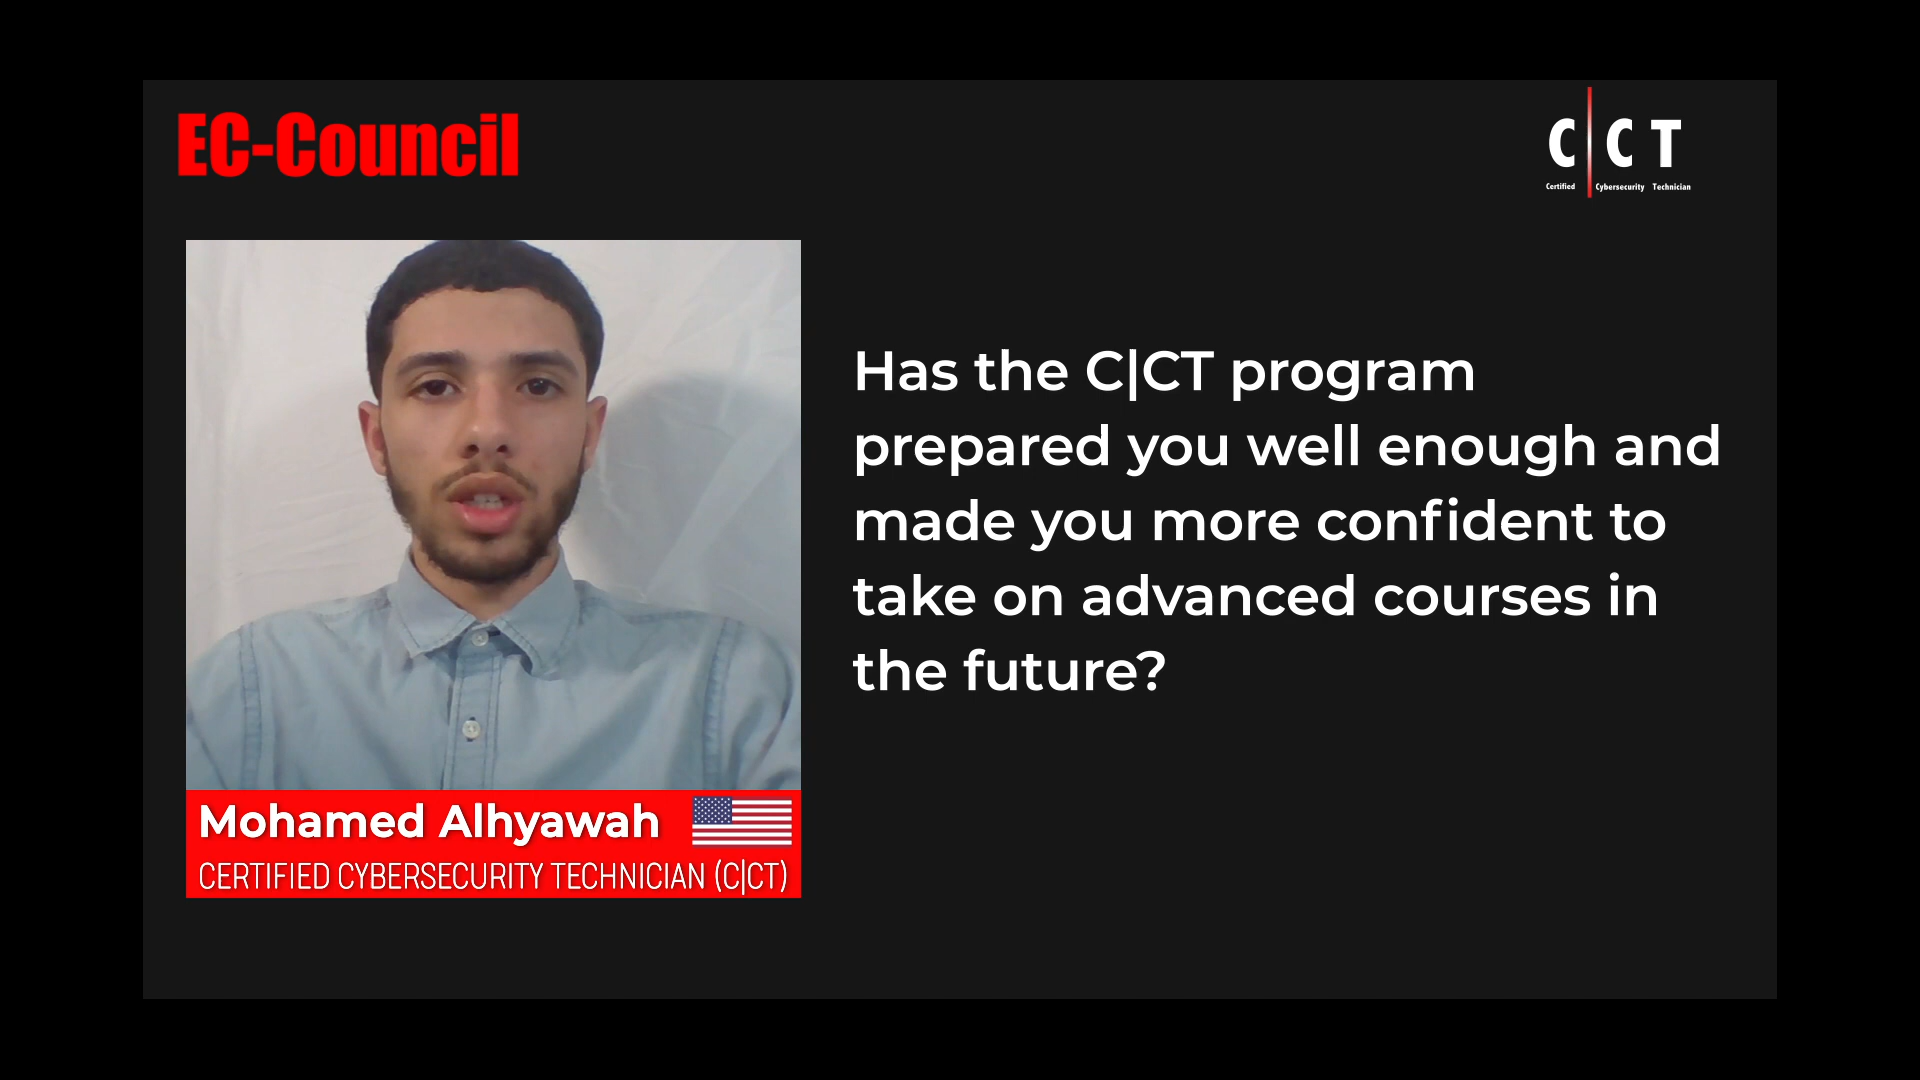 EC-Council
C|CT
Certified Cybersecurity Technician
Has the C|CT program
prepared you well enough and
made you more confident to
take on advanced courses in
the future?
Mohamed Alhyawah
CERTIFIED CYBERSECURITY TECHNICIAN (C|CT)